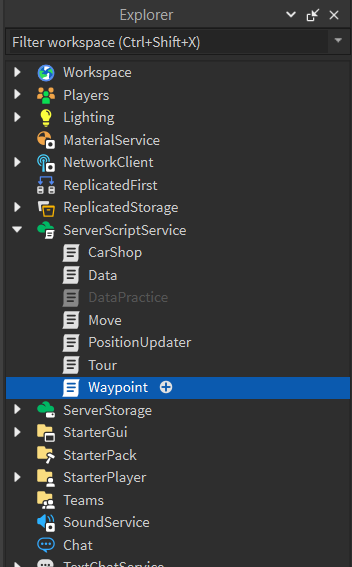 Explorer
Filter workspace (Ctrl+Shift+X)
Workspace
Players
Lighting
MaterialService
NetworkClient
ReplicatedFirst
ReplicatedStorage
ServerScriptService
CarShop
Data
DataPractice
Move
PositionUpdater
Tour
Waypoint
ServerStorage
StarterGui
StarterPack
StarterPlayer
Teams
SoundService
Chat
TextChatService